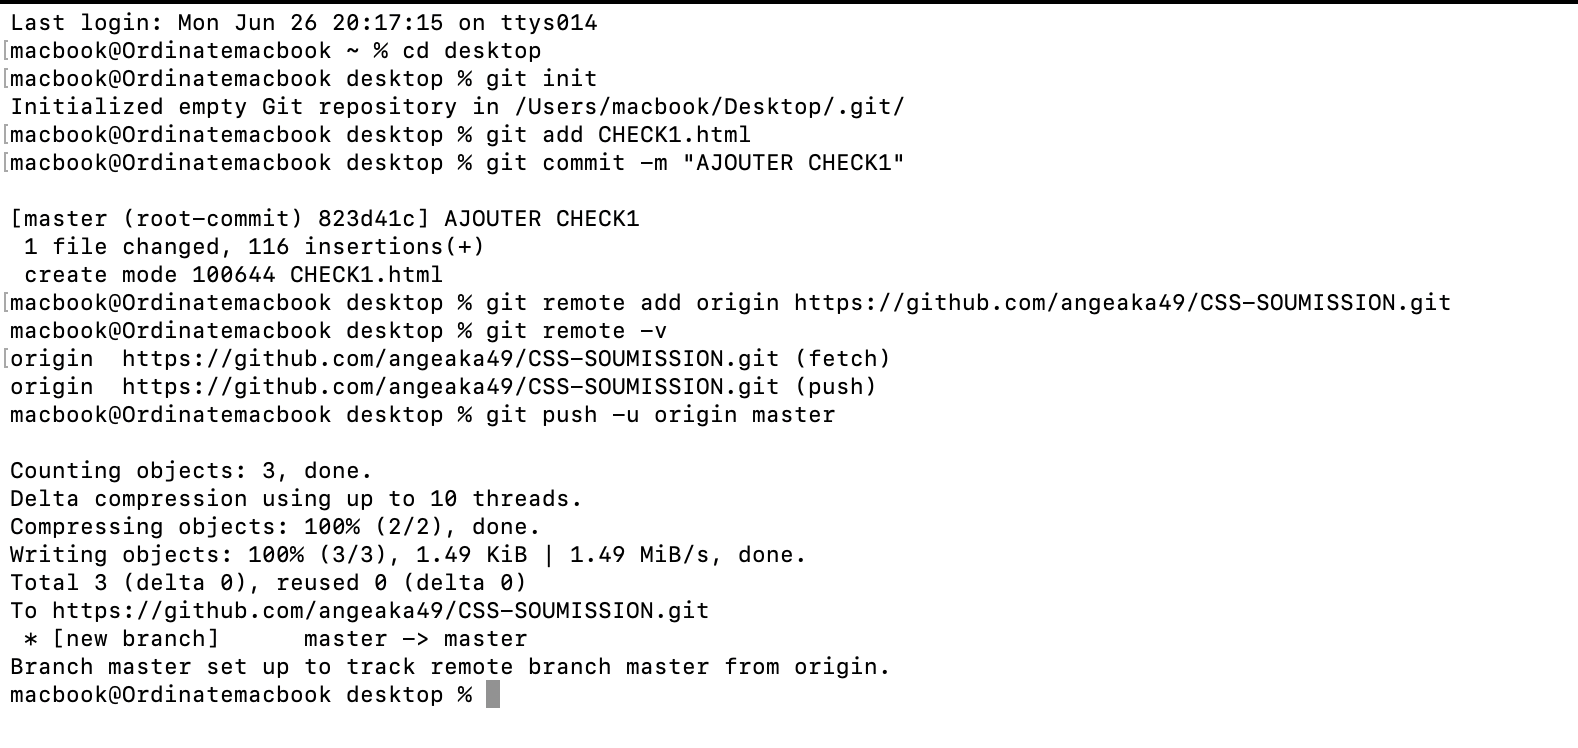 Last login: Mon Jun 26 20:17:15 on ttys014
[macbook@Ordinatemacbook ~ % cd desktop
[macbook@Ordinatemacbook desktop % git init
Initialized empty Git repository in /Users/macbook/Desktop/.git/
[macbook@Ordinatemacbook desktop % git add CHECK1.html
[macbook@Ordinatemacbook desktop % git commit -m "AJOUTER CHECK1"
[master (root-commit) 823d41c] AJOUTER CHECK1
1 file changed, 116 insertions(+)
create mode 100644 CHECK1.html
[macbook@Ordinatemacbook desktop % git remote add origin https://github.com/angeaka49/CSS-SOUMISSION.git
macbook@Ordinatemacbook desktop % git remote -v
[origin  https://github.com/angeaka49/CSS-SOUMISSION.git (fetch)
origin  https://github.com/angeaka49/CSS-SOUMISSION.git (push)
macbook@Ordinatemacbook desktop % git push -u origin master
Counting objects: 3, done.
Delta compression using up to 10 threads.
Compressing objects: 100% (2/2), done.
Writing objects: 100% (3/3), 1.49 KiB | 1.49 MiB/s, done.
Total 3 (delta 0), reused 0 (delta 0)
To https://github.com/angeaka49/CSS-SOUMISSION.git
* [new branch]      master -> master
Branch master set up to track remote branch master from origin.
macbook@Ordinatemacbook desktop %